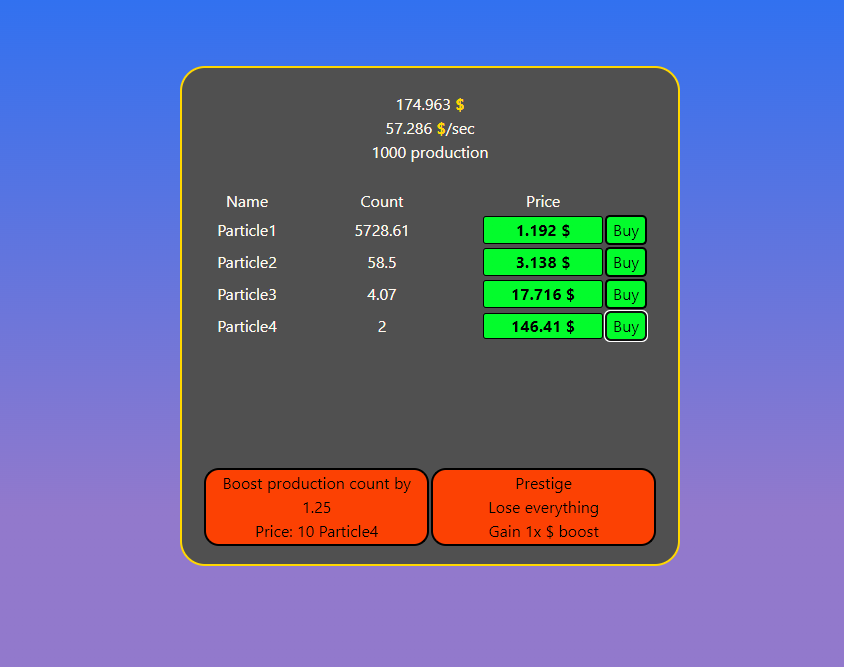 174.963 $
57.286 $/sec
1000 production
Name Count Price
Particle1 5728.61 1.192 $ Buy
Particle2 58.5 3.138 $ Buy
Particle3 4.07 17.716 $ Buy
Particle4 2 146.41 $ Buy
Boost production count by
1.25
Price: 10 Particle4
Prestige
Lose everything
Gain 1x $ boost